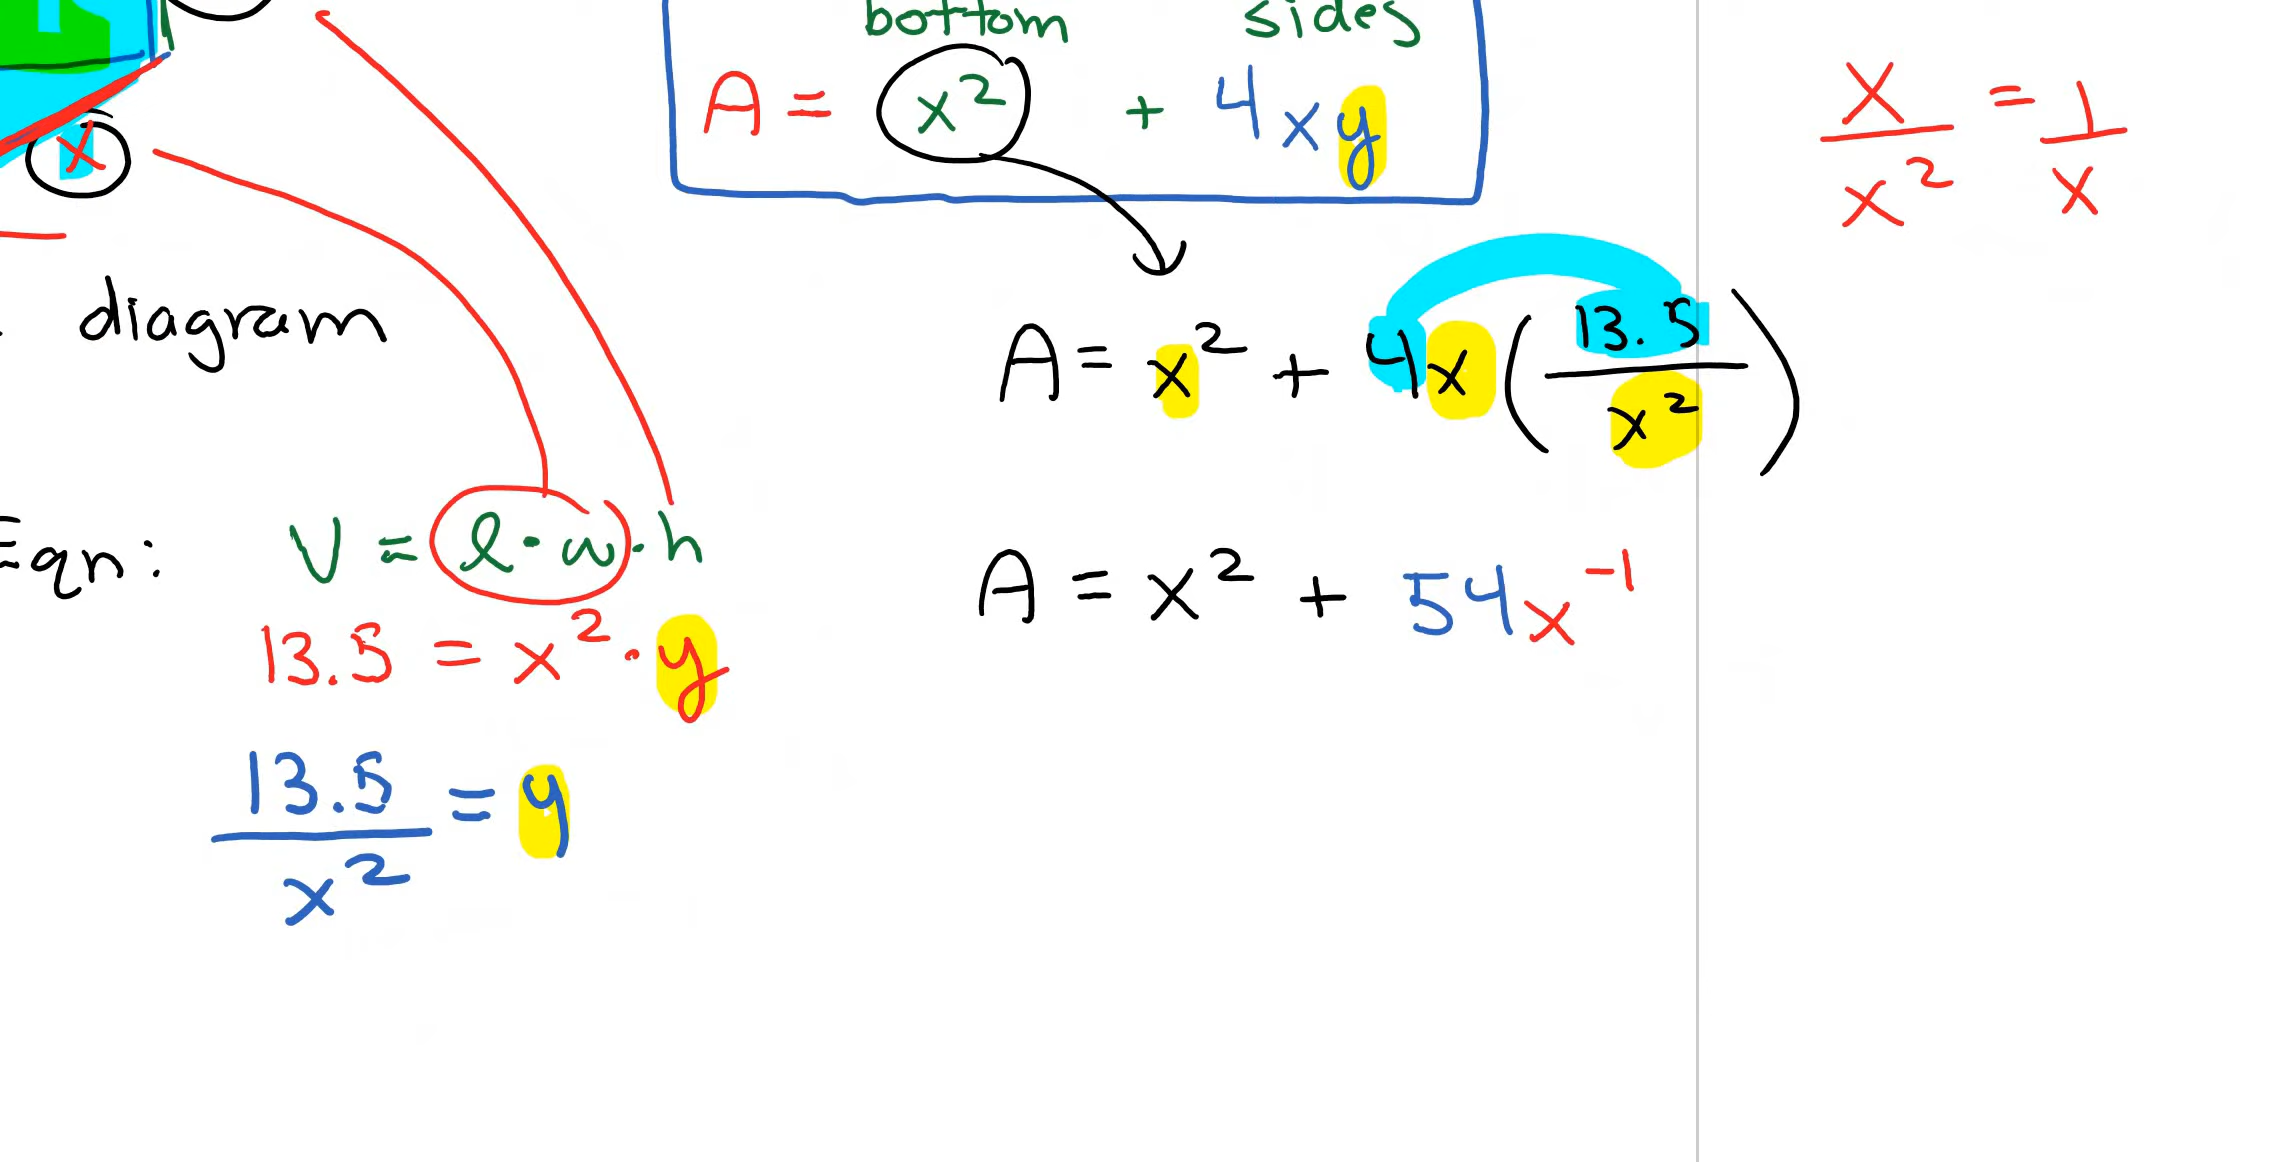 bottom sides
A = x² + 4xy
x
x/x² = 1/x
diagram
A = x² + 4x(13.5/x²)
Eqn: V = l · w · h
A = x² + 54x⁻¹
13.5 = x² · y
13.5/x² = y